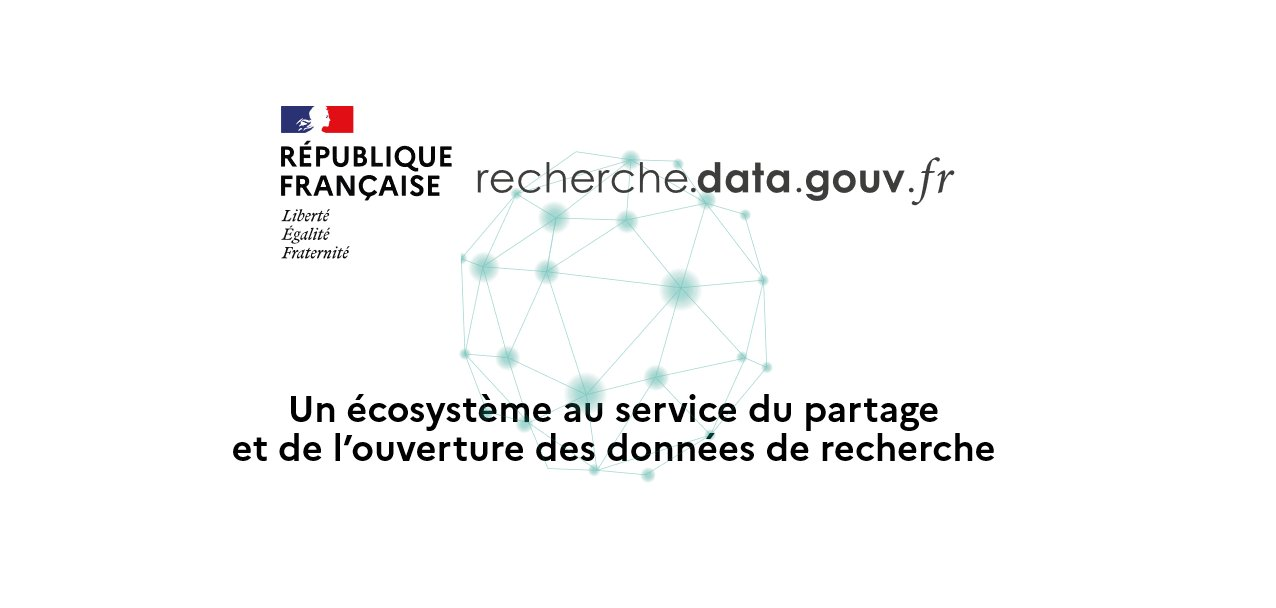 RÉPUBLIQUE
FRANÇAISE
Liberté
Égalité
Fraternité
recherche.data.gouv.fr
Un écosystème au service du partage
et de l’ouverture des données de recherche